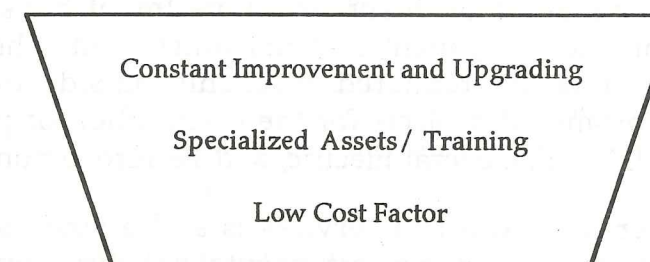 Constant Improvement and Upgrading
Specialized Assets/ Training
Low Cost Factor